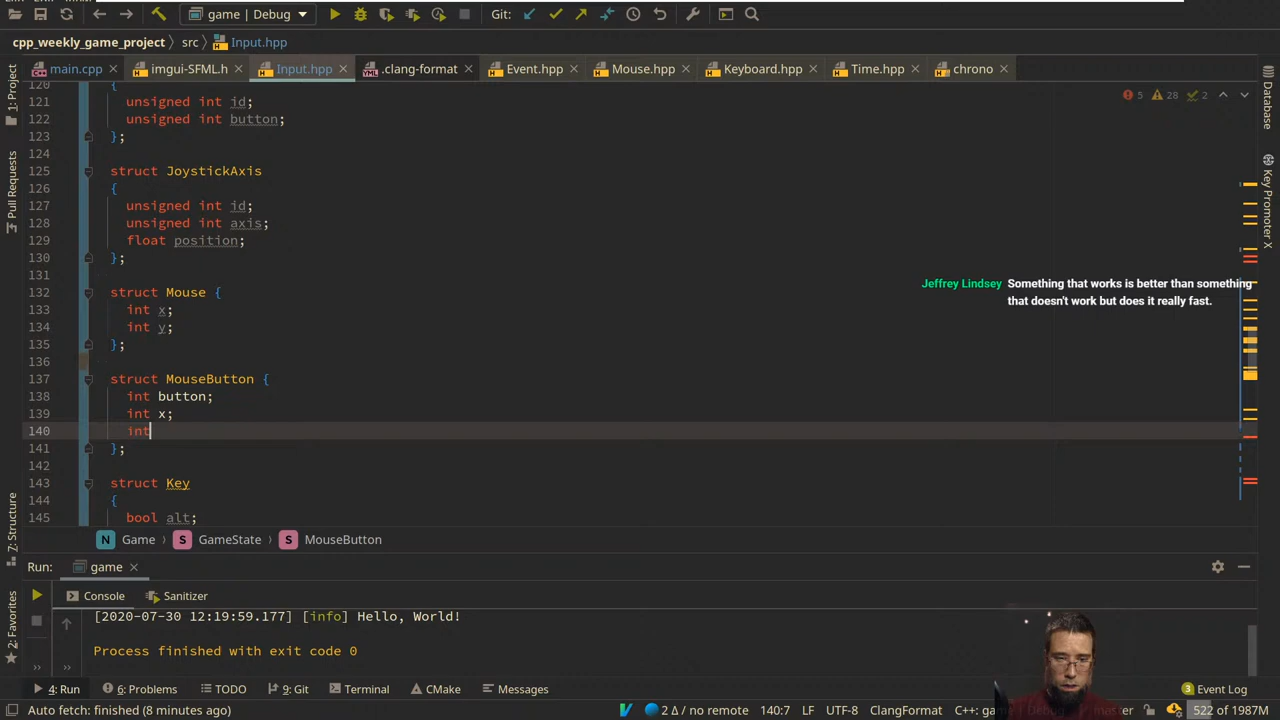 game | Debug
Git:
cpp_weekly_game_project
src
Input.hpp
main.cpp
imgui-SFML.h
Input.hpp
.clang-format
Event.hpp
Mouse.hpp
Keyboard.hpp
Time.hpp
chrono
5
28
2
1: Project
Pull Requests
7: Structure
2: Favorites
Database
Key Promoter X
120 {
121 unsigned int id;
122 unsigned int button;
123 };
124
125 struct JoystickAxis
126 {
127 unsigned int id;
128 unsigned int axis;
129 float position;
130 };
131
132 struct Mouse {
133 int x;
134 int y;
135 };
136
137 struct MouseButton {
138 int button;
139 int x;
140 int
141 };
142
143 struct Key
144 {
145 bool alt;
Jeffrey Lindsey Something that works is better than something
that doesn't work but does it really fast.
Game
GameState
MouseButton
Run:
game
Console
Sanitizer
[2020-07-30 12:19:59.177] [info] Hello, World!
Process finished with exit code 0
4: Run
6: Problems
TODO
9: Git
Terminal
CMake
Messages
3 Event Log
Auto fetch: finished (8 minutes ago)
2 Δ / no remote
140:7
LF
UTF-8
ClangFormat
C++: game
master
522 of 1987M